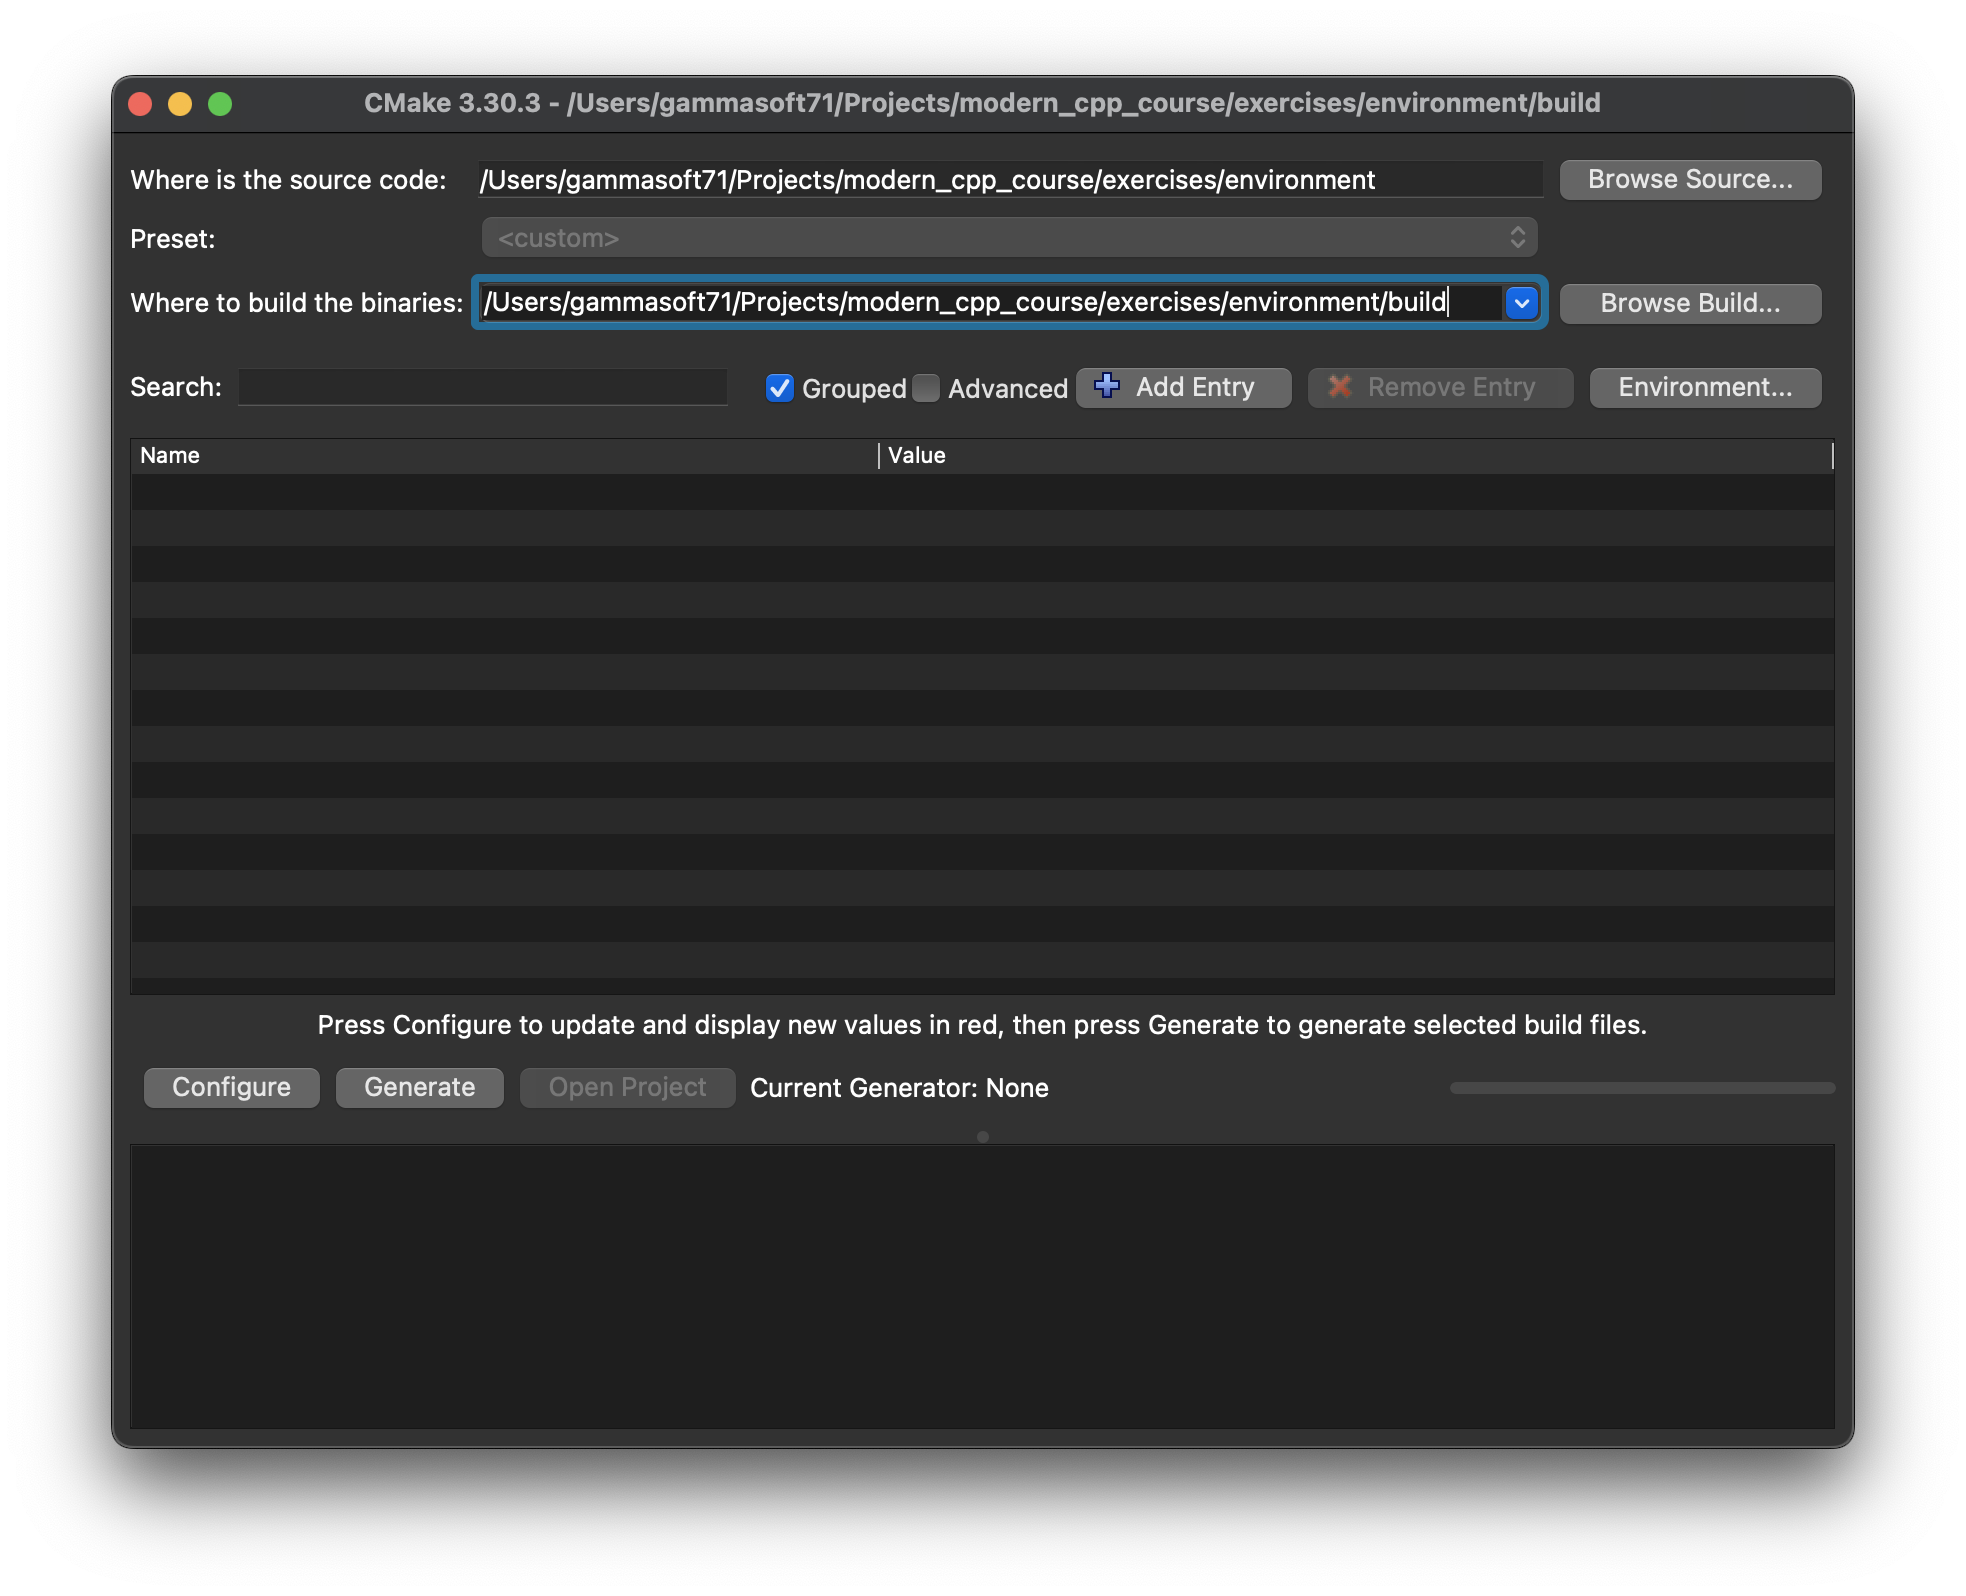 CMake 3.30.3 - /Users/gammasoft71/Projects/modern_cpp_course/exercises/environment/build
Where is the source code: /Users/gammasoft71/Projects/modern_cpp_course/exercises/environment Browse Source...
Preset: <custom>
Where to build the binaries: /Users/gammasoft71/Projects/modern_cpp_course/exercises/environment/build Browse Build...
Search: Grouped Advanced Add Entry Remove Entry Environment...
Name Value
Press Configure to update and display new values in red, then press Generate to generate selected build files.
Configure Generate Open Project Current Generator: None